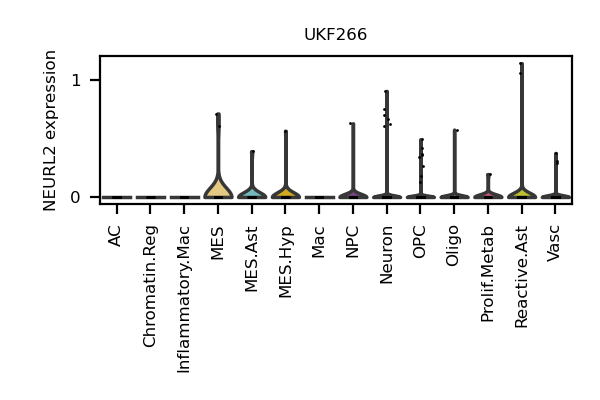 UKF266
NEURL2 expression
1
0
AC
Chromatin.Reg
Inflammatory.Mac
MES
MES.Ast
MES.Hyp
Mac
NPC
Neuron
OPC
Oligo
Prolif.Metab
Reactive.Ast
Vasc